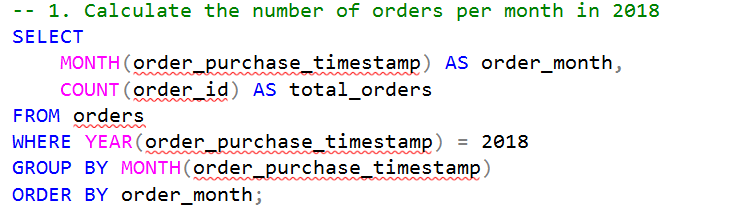 -- 1. Calculate the number of orders per month in 2018
SELECT
    MONTH(order_purchase_timestamp) AS order_month,
    COUNT(order_id) AS total_orders
FROM orders
WHERE YEAR(order_purchase_timestamp) = 2018
GROUP BY MONTH(order_purchase_timestamp)
ORDER BY order_month;